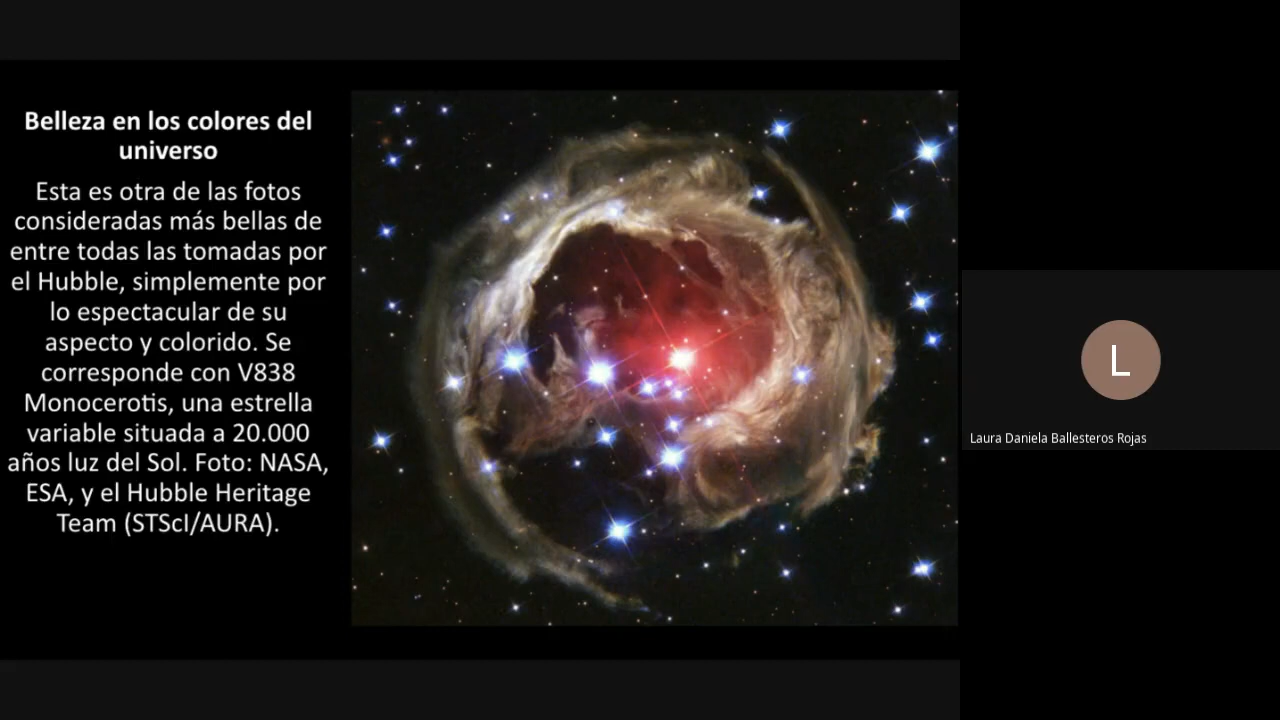 Belleza en los colores del
universo
Esta es otra de las fotos
consideradas más bellas de
entre todas las tomadas por
el Hubble, simplemente por
lo espectacular de su
aspecto y colorido. Se
corresponde con V838
Monocerotis, una estrella
variable situada a 20.000
años luz del Sol. Foto: NASA,
ESA, y el Hubble Heritage
Team (STScI/AURA).
L
Laura Daniela Ballesteros Rojas